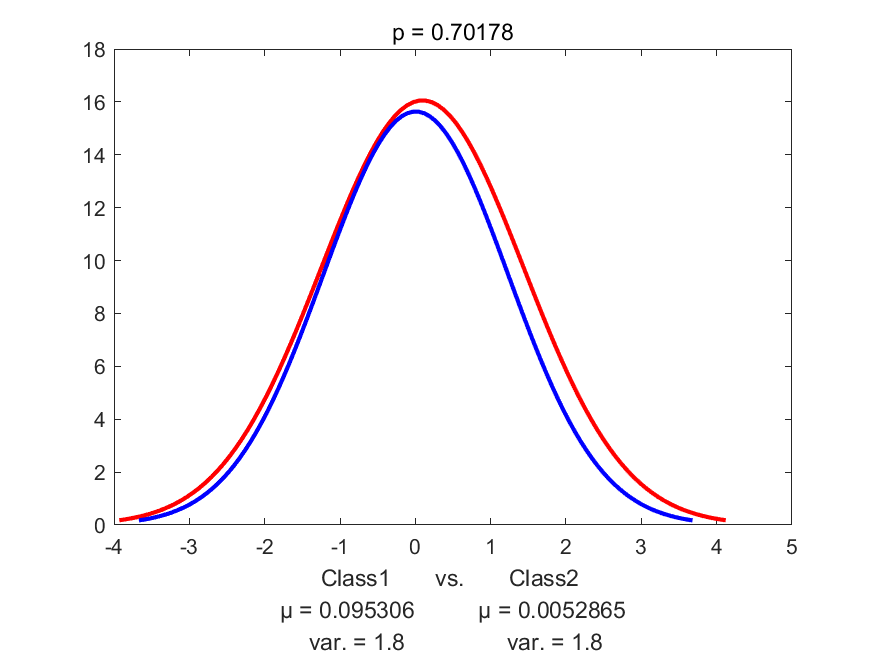 p = 0.70178
18
16
14
12
10
8
6
4
2
0
-4 -3 -2 -1 0 1 2 3 4 5
Class1 vs. Class2
μ = 0.095306 μ = 0.0052865
var. = 1.8 var. = 1.8